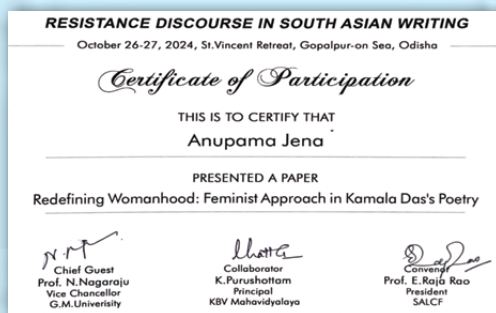 RESISTANCE DISCOURSE IN SOUTH ASIAN WRITING
October 26-27, 2024, St.Vincent Retreat, Gopalpur-on Sea, Odisha
Certificate of Participation
THIS IS TO CERTIFY THAT
Anupama Jena
PRESENTED A PAPER
Redefining Womanhood: Feminist Approach in Kamala Das's Poetry
Chief Guest
Prof. N.Nagaraju
Vice Chancellor
G.M.Univerisity
Collaborator
K.Purushottam
Principal
KBV Mahavidyalaya
Convenor
Prof. E.Raja Rao
President
SALCF